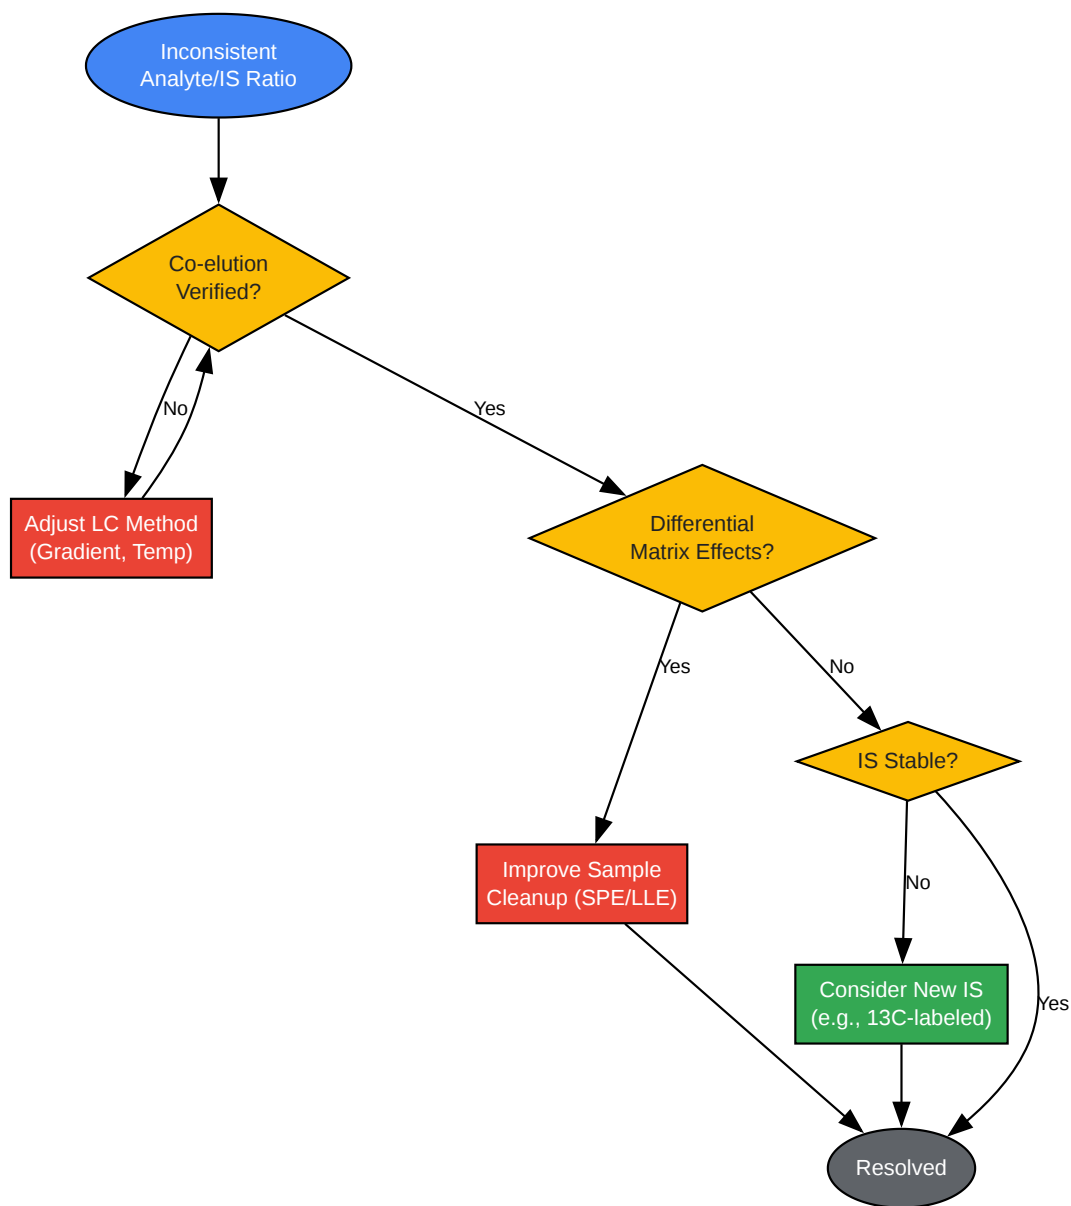 Inconsistent
Analyte/IS Ratio
Co-elution
Verified?
No
Yes
Adjust LC Method
(Gradient, Temp)
Differential
Matrix Effects?
Yes
No
IS Stable?
Improve Sample
Cleanup (SPE/LLE)
No
Consider New IS
(e.g., 13C-labeled)
Yes
Resolved